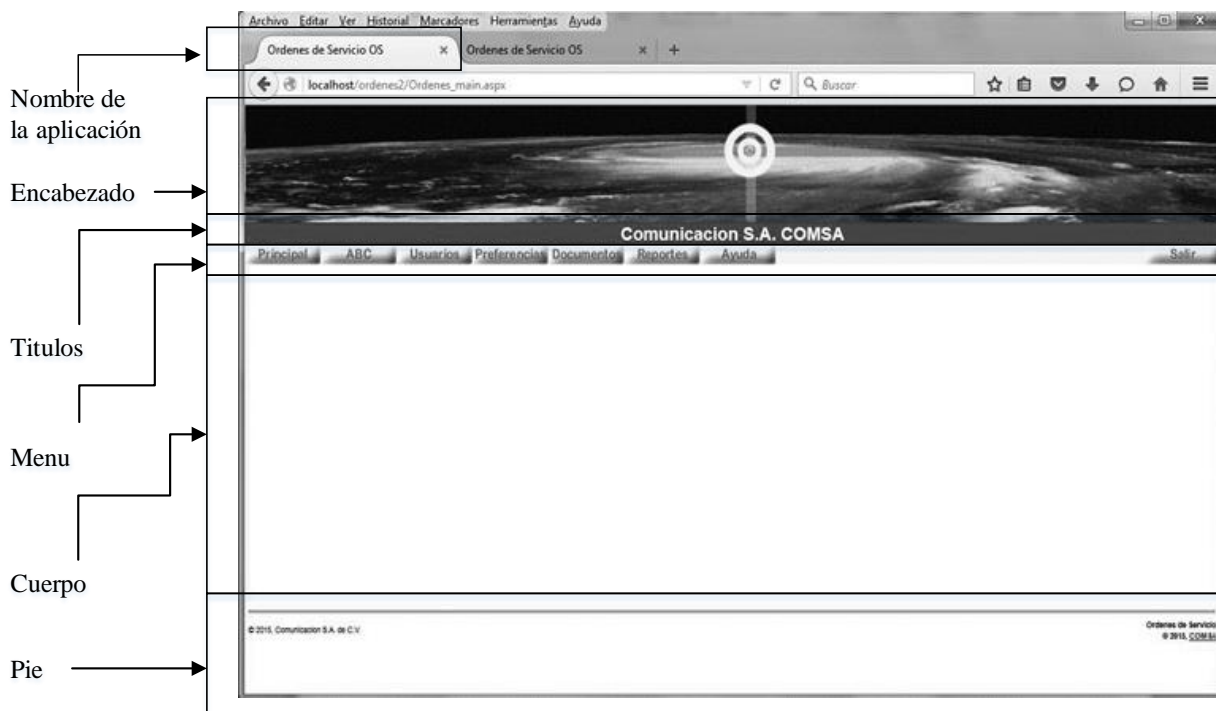 Archivo Editar Ver Historial Marcadores Herramientas Ayuda
Ordenes de Servicio OS × Ordenes de Servicio OS × +
localhost/ordenes2/Ordenes_main.aspx Buscar
Nombre de
la aplicación
Encabezado
Comunicacion S.A. COMSA
Principal ABC Usuarios Preferencias Documentos Reportes Ayuda Salir
Titulos
Menu
Cuerpo
© 2015, Comunicacion S.A. de C.V. Ordenes de Servicio
© 2015, COMSA
Pie